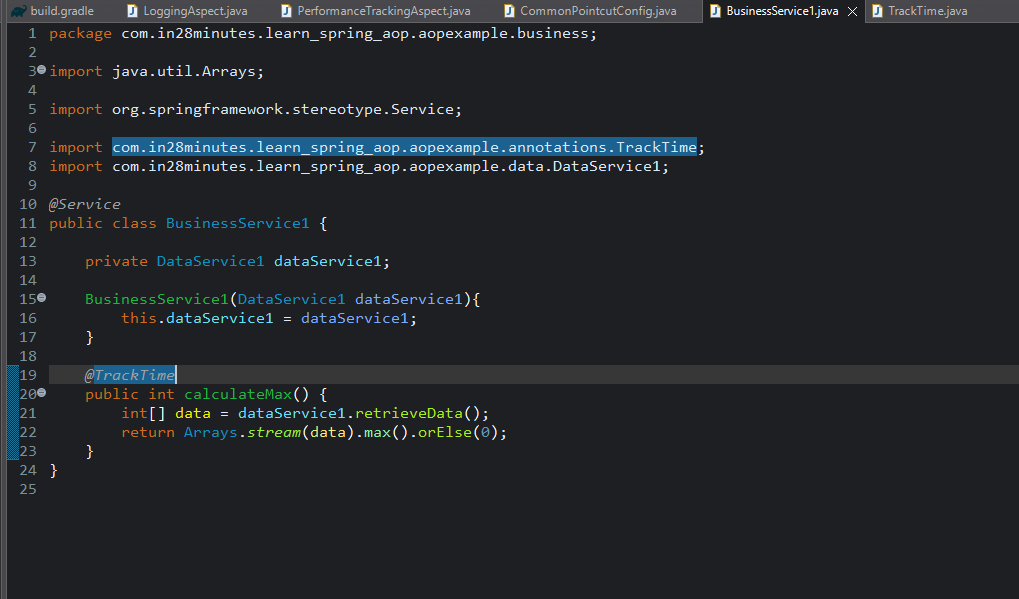 build.gradle LoggingAspect.java PerformanceTrackingAspect.java CommonPointcutConfig.java BusinessService1.java TrackTime.java
1 package com.in28minutes.learn_spring_aop.aopexample.business;
2
3 import java.util.Arrays;
4
5 import org.springframework.stereotype.Service;
6
7 import com.in28minutes.learn_spring_aop.aopexample.annotations.TrackTime;
8 import com.in28minutes.learn_spring_aop.aopexample.data.DataService1;
9
10 @Service
11 public class BusinessService1 {
12
13     private DataService1 dataService1;
14
15     BusinessService1(DataService1 dataService1){
16         this.dataService1 = dataService1;
17     }
18
19     @TrackTime
20     public int calculateMax() {
21         int[] data = dataService1.retrieveData();
22         return Arrays.stream(data).max().orElse(0);
23     }
24 }
25